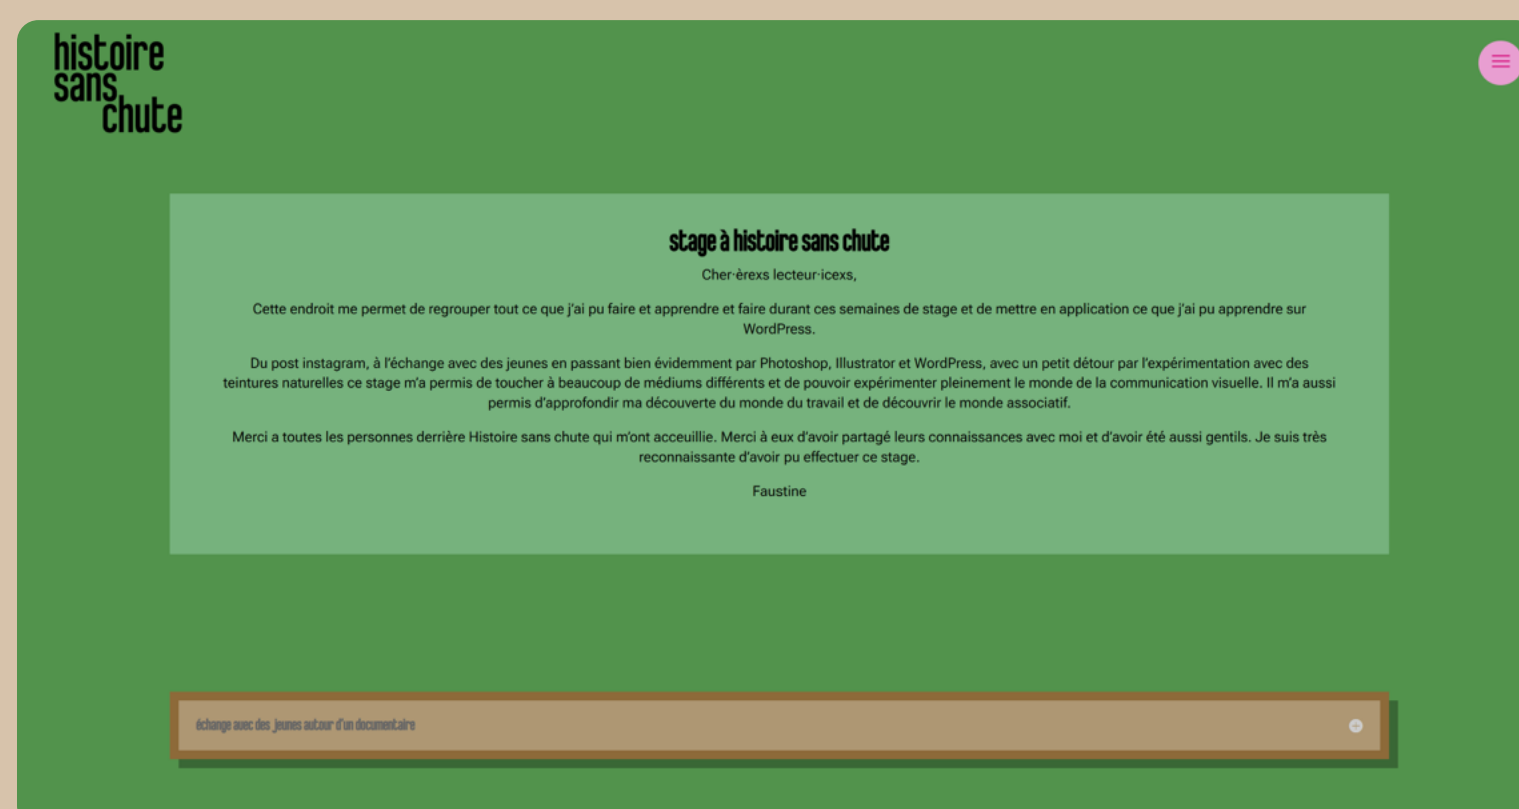 histoire
sans
chute
stage à histoire sans chute
Cher·èrexs lecteur·icexs,
Cette endroit me permet de regrouper tout ce que j'ai pu faire et apprendre et faire durant ces semaines de stage et de mettre en application ce que j'ai pu apprendre sur
WordPress.
Du post instagram, à l'échange avec des jeunes en passant bien évidemment par Photoshop, Illustrator et WordPress, avec un petit détour par l'expérimentation avec des
teintures naturelles ce stage m'a permis de toucher à beaucoup de médiums différents et de pouvoir expérimenter pleinement le monde de la communication visuelle. Il m'a aussi
permis d'approfondir ma découverte du monde du travail et de découvrir le monde associatif.
Merci a toutes les personnes derrière Histoire sans chute qui m'ont acceuillie. Merci à eux d'avoir partagé leurs connaissances avec moi et d'avoir été aussi gentils. Je suis très
reconnaissante d'avoir pu effectuer ce stage.
Faustine
échange avec des jeunes autour d'un documentaire